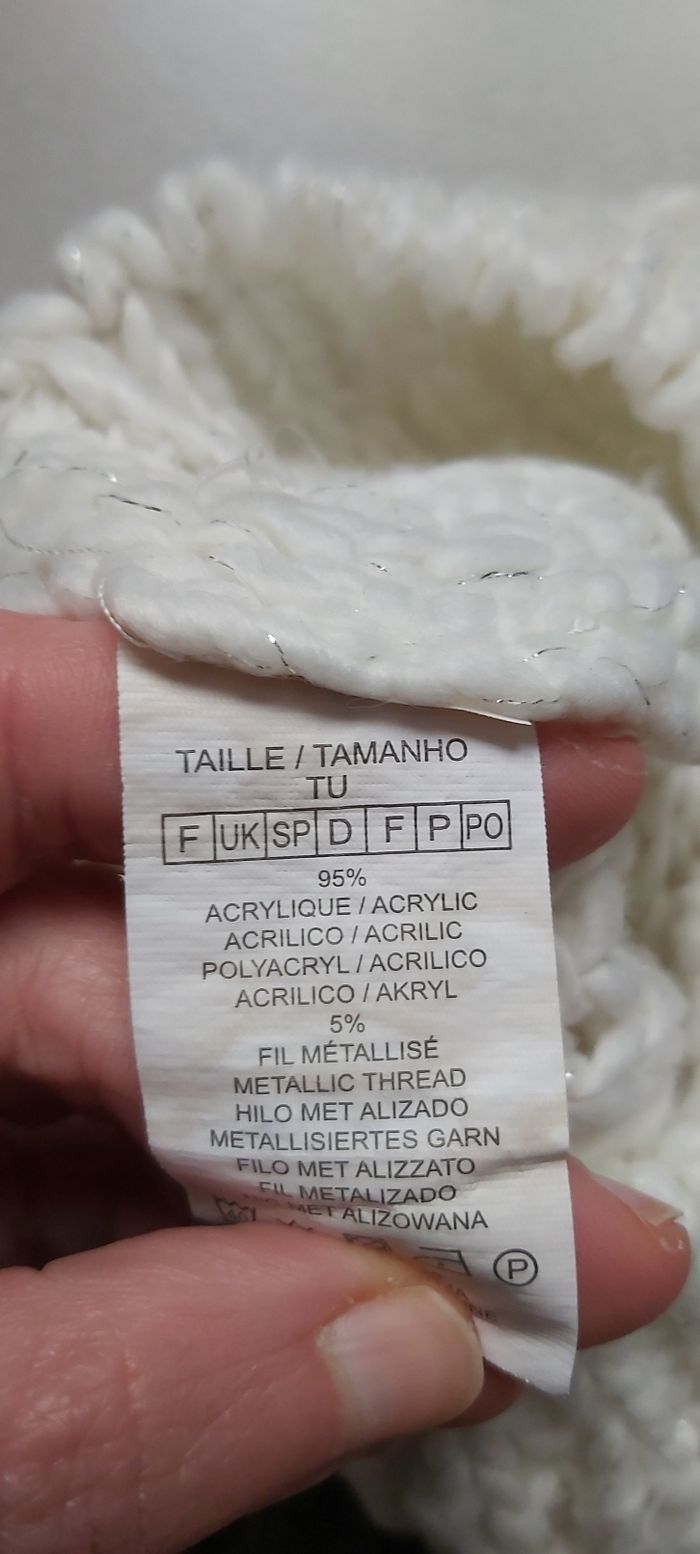 TAILLE / TAMANHO
TU
F UK SP D F P PO
95%
ACRYLIQUE / ACRYLIC
ACRILICO / ACRILIC
POLYACRYL / ACRILICO
ACRILICO / AKRYL
5%
FIL MÉTALLISÉ
METALLIC THREAD
HILO MET ALIZADO
METALLISIERTES GARN
FILO MET ALIZZATO
FIL METALIZADO
MET ALIZOWANA
P